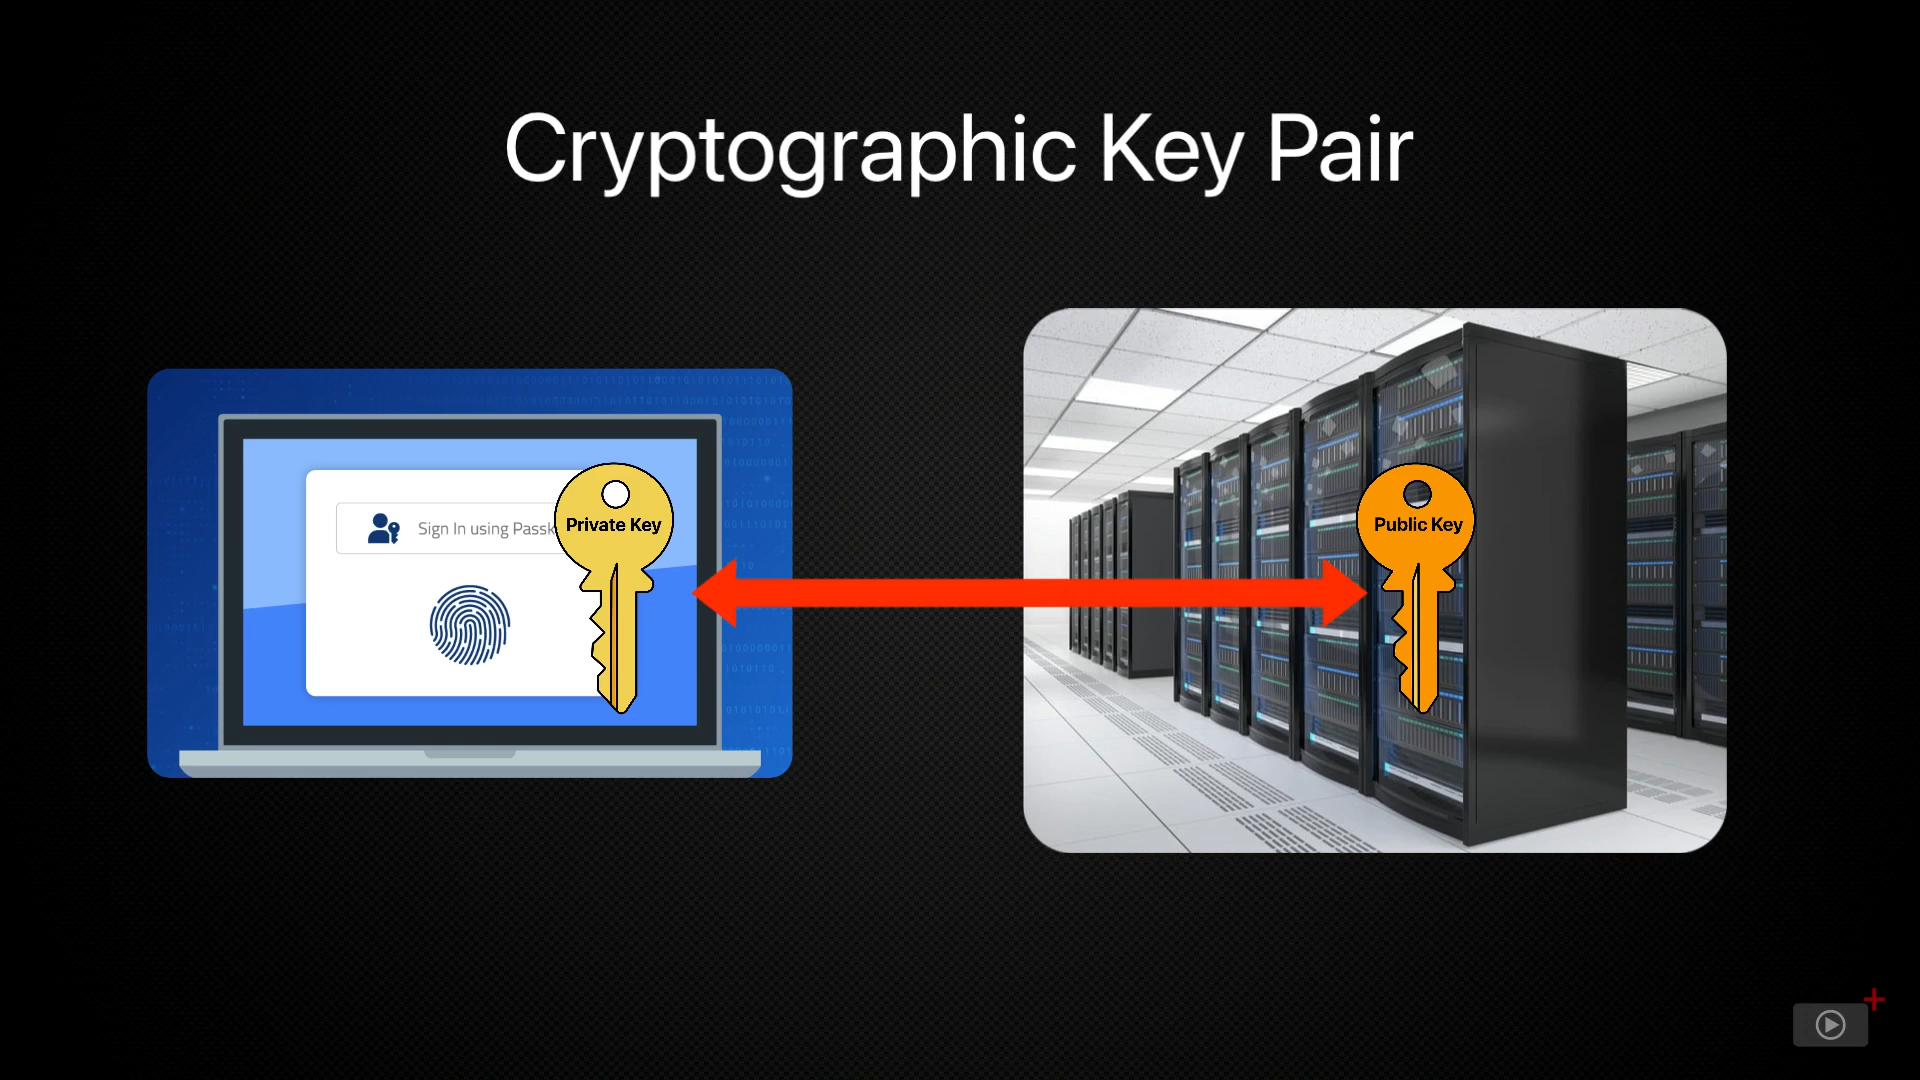 Cryptographic Key Pair
Sign In using Passk
Private Key
Public Key